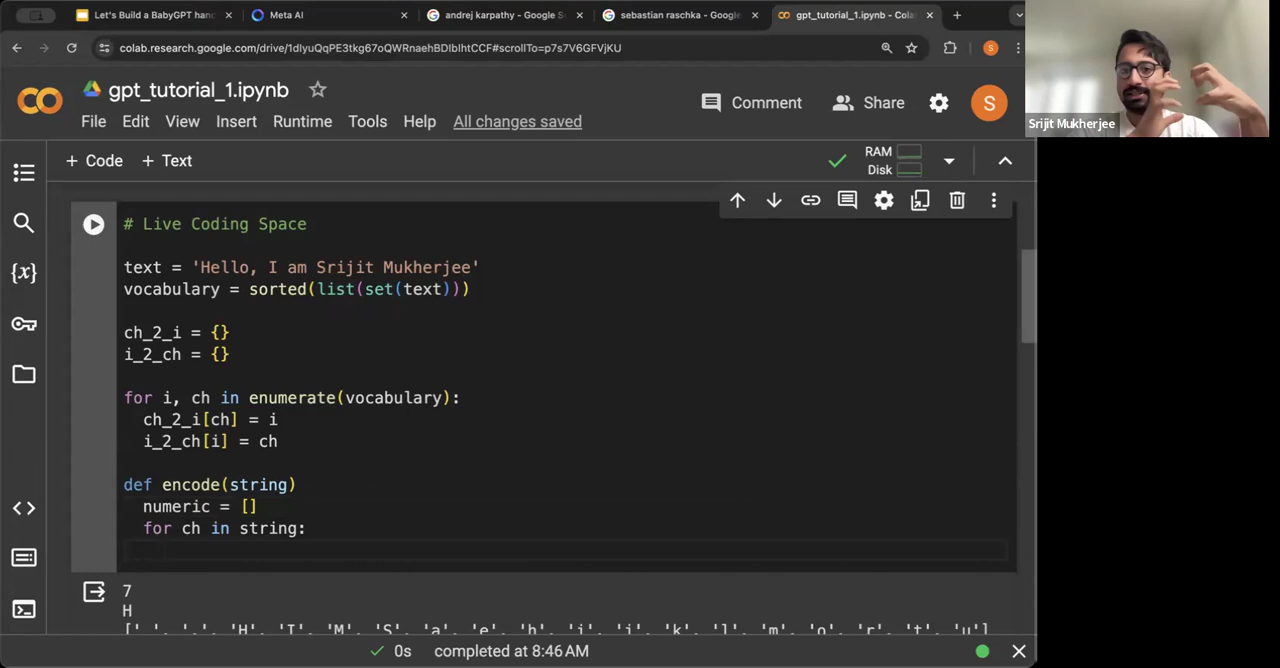 Let's Build a BabyGPT han
Meta AI
andrej karpathy - Google S
sebastian raschka - Google
gpt_tutorial_1.ipynb - Cola
colab.research.google.com/drive/1dlyuQqPE3tkg67oQWRnaehBDIbIhtCCF#scrollTo=p7s7V6GFVjKU
S
gpt_tutorial_1.ipynb
Comment
Share
S
File Edit View Insert Runtime Tools Help All changes saved
Srijit Mukherjee
+ Code + Text
RAM
Disk
# Live Coding Space
text = 'Hello, I am Srijit Mukherjee'
vocabulary = sorted(list(set(text)))
ch_2_i = {}
i_2_ch = {}
for i, ch in enumerate(vocabulary):
ch_2_i[ch] = i
i_2_ch[i] = ch
def encode(string)
numeric = []
for ch in string:
7
H
[' ', ',', 'H', 'I', 'M', 'S', 'a', 'e', 'h', 'i', 'j', 'k', 'l', 'm', 'o', 'r', 't', 'u']
0s completed at 8:46 AM